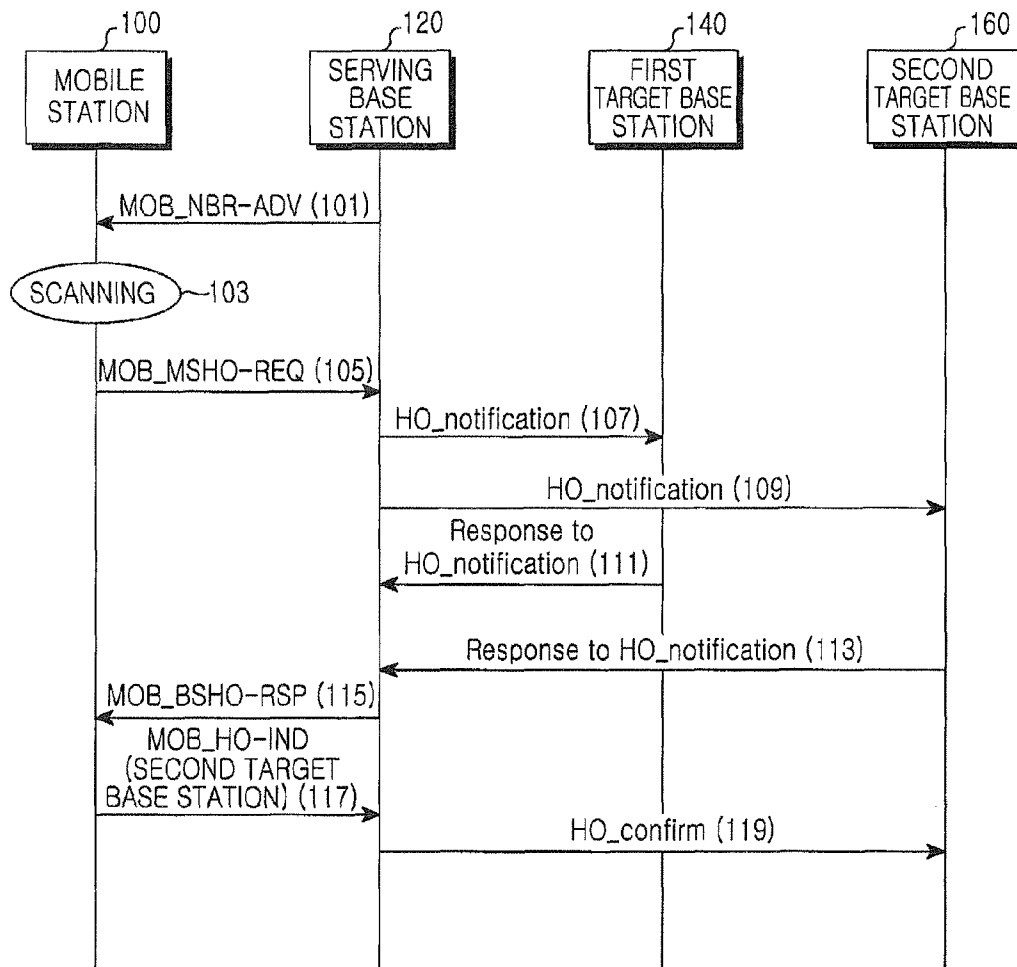 100
120
140
160
MOBILE
STATION
SERVING
BASE
STATION
FIRST
TARGET BASE
STATION
SECOND
TARGET BASE
STATION
MOB_NBR-ADV (101)
SCANNING
103
MOB_MSHO-REQ (105)
HO_notification (107)
HO_notification (109)
Response to
HO_notification (111)
Response to HO_notification (113)
MOB_BSHO-RSP (115)
MOB_HO-IND
(SECOND TARGET
BASE STATION) (117)
HO_confirm (119)